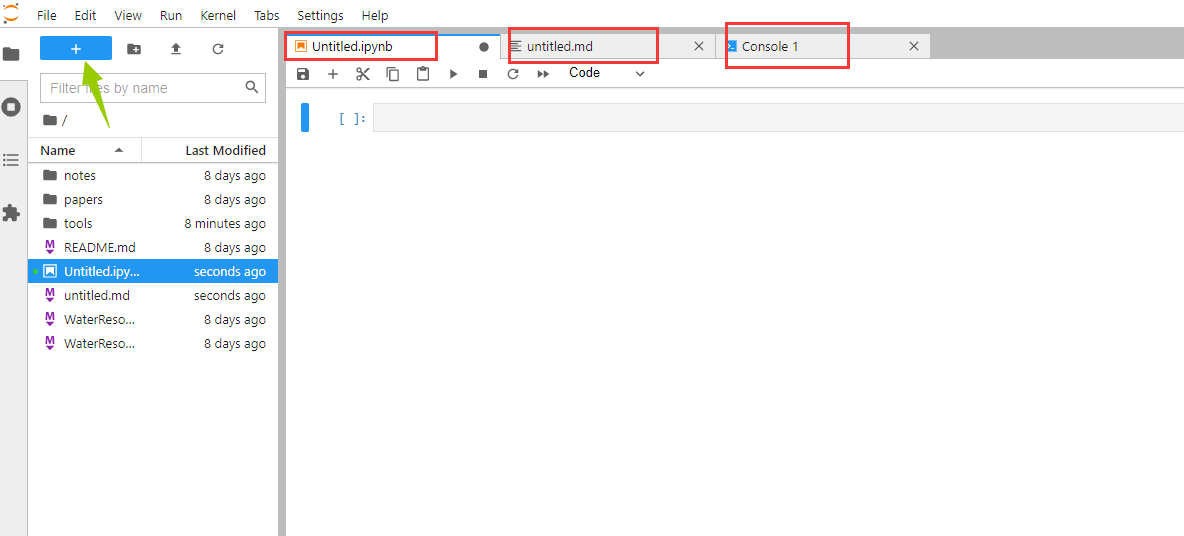 File Edit View Run Kernel Tabs Settings Help
Untitled.ipynb untitled.md Console 1
Code
Filter files by name
/
[ ]:
Name Last Modified
notes 8 days ago
papers 8 days ago
tools 8 minutes ago
README.md 8 days ago
Untitled.ipy... seconds ago
untitled.md seconds ago
WaterReso... 8 days ago
WaterReso... 8 days ago